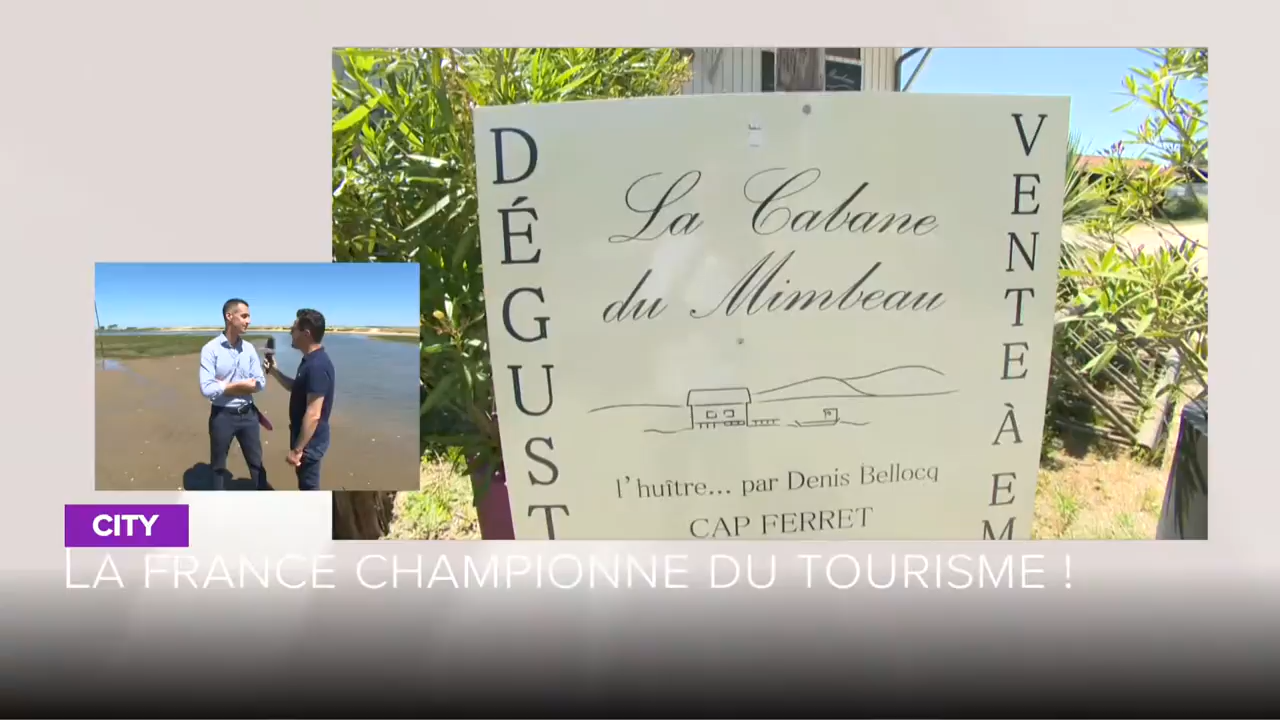 DÉGUST
La Cabane
du Mimbeau
l'huître... par Denis Bellocq
CAP FERRET
VENTE À EM
CITY
LA FRANCE CHAMPIONNE DU TOURISME !